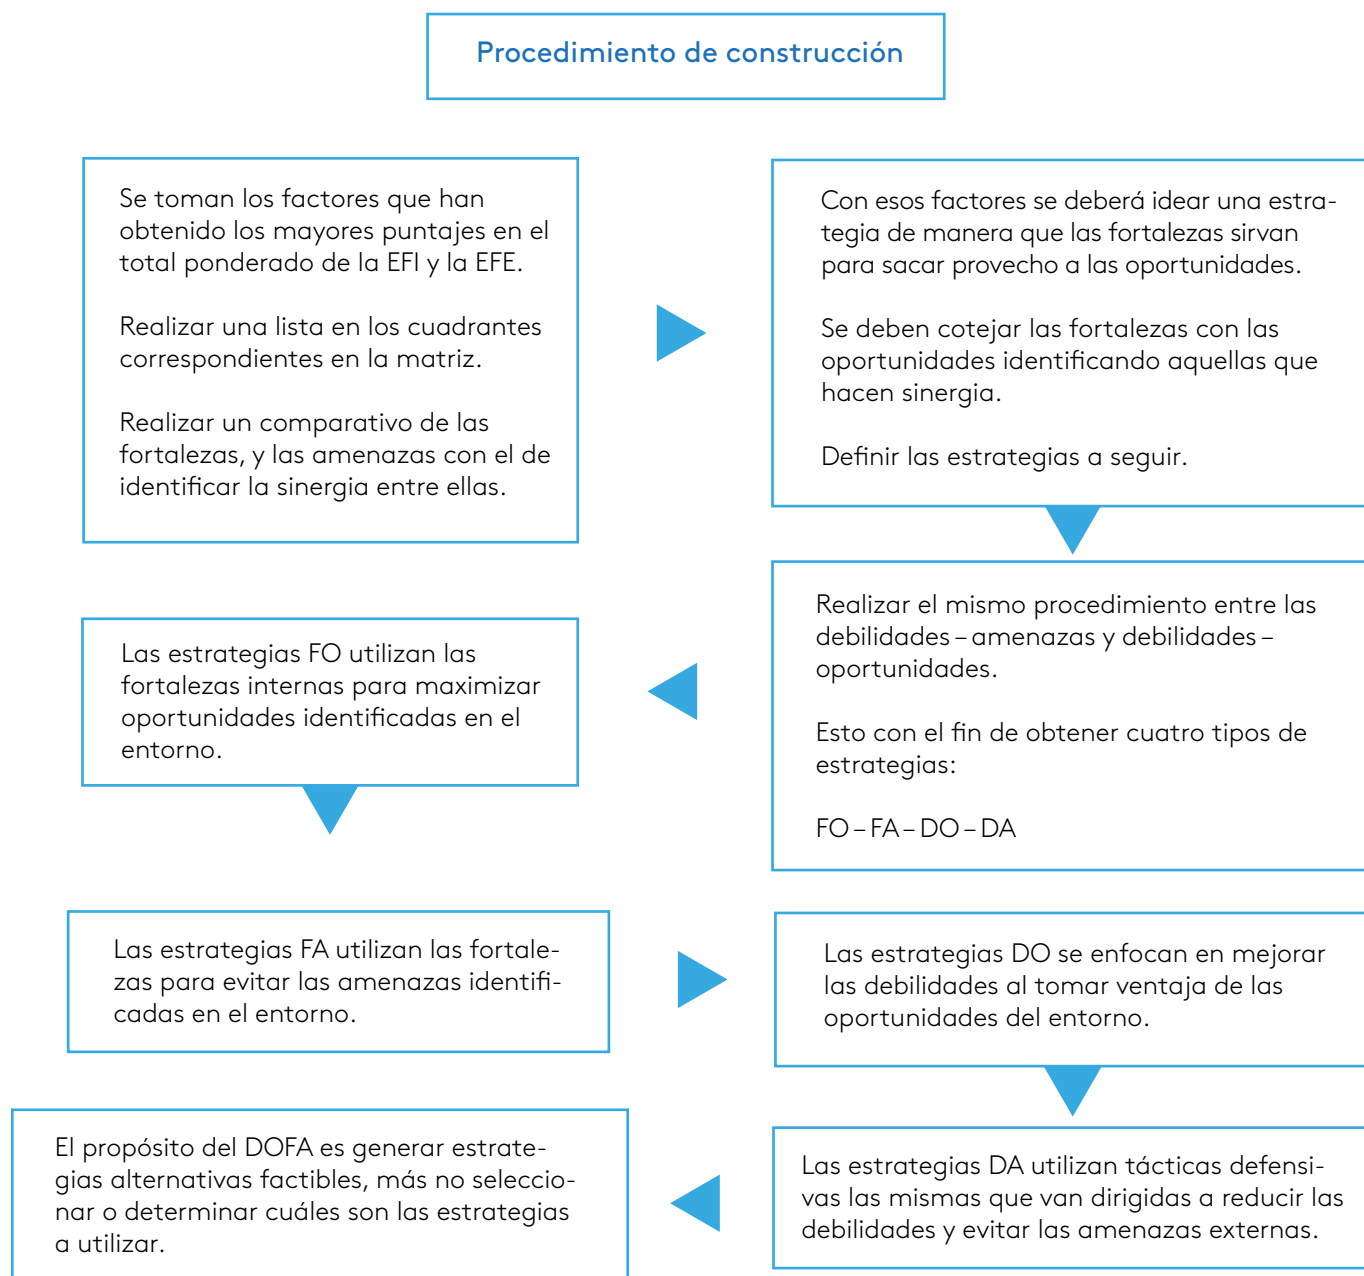 Procedimiento de construcción
Se toman los factores que han
obtenido los mayores puntajes en el
total ponderado de la EFI y la EFE.
Realizar una lista en los cuadrantes
correspondientes en la matriz.
Realizar un comparativo de las
fortalezas, y las amenazas con el de
identificar la sinergia entre ellas.
Con esos factores se deberá idear una estra-
tegia de manera que las fortalezas sirvan
para sacar provecho a las oportunidades.
Se deben cotejar las fortalezas con las
oportunidades identificando aquellas que
hacen sinergia.
Definir las estrategias a seguir.
Realizar el mismo procedimiento entre las
debilidades – amenazas y debilidades –
oportunidades.
Esto con el fin de obtener cuatro tipos de
estrategias:
FO – FA – DO – DA
Las estrategias FO utilizan las
fortalezas internas para maximizar
oportunidades identificadas en el
entorno.
Las estrategias FA utilizan las fortale-
zas para evitar las amenazas identifi-
cadas en el entorno.
Las estrategias DO se enfocan en mejorar
las debilidades al tomar ventaja de las
oportunidades del entorno.
Las estrategias DA utilizan tácticas defensi-
vas las mismas que van dirigidas a reducir las
debilidades y evitar las amenazas externas.
El propósito del DOFA es generar estrate-
gias alternativas factibles, más no seleccio-
nar o determinar cuáles son las estrategias
a utilizar.